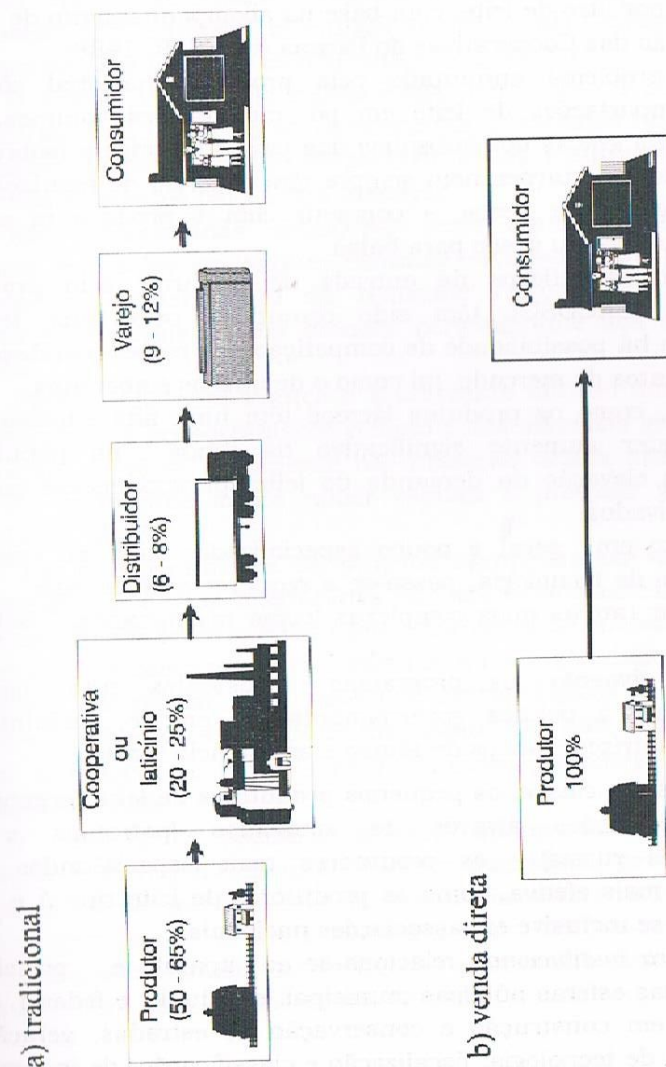 a) tradicional
Produtor
(50 - 65%)
Cooperativa
ou
laticínio
(20 - 25%)
Distribuidor
(6 - 8%)
Varejo
(9 - 12%)
Consumidor
b) venda direta
Produtor
100%
Consumidor